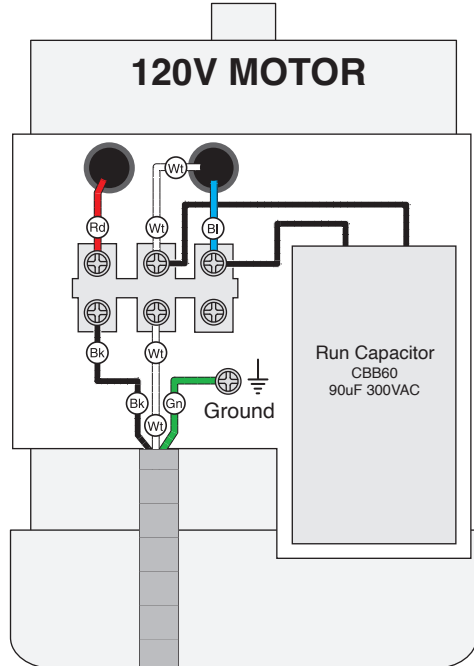 120V MOTOR
Wt
Rd
Wt
Bl
Run Capacitor
CBB60
90uF 300VAC
Bk
Wt
Bk
Gn
Ground
Wt